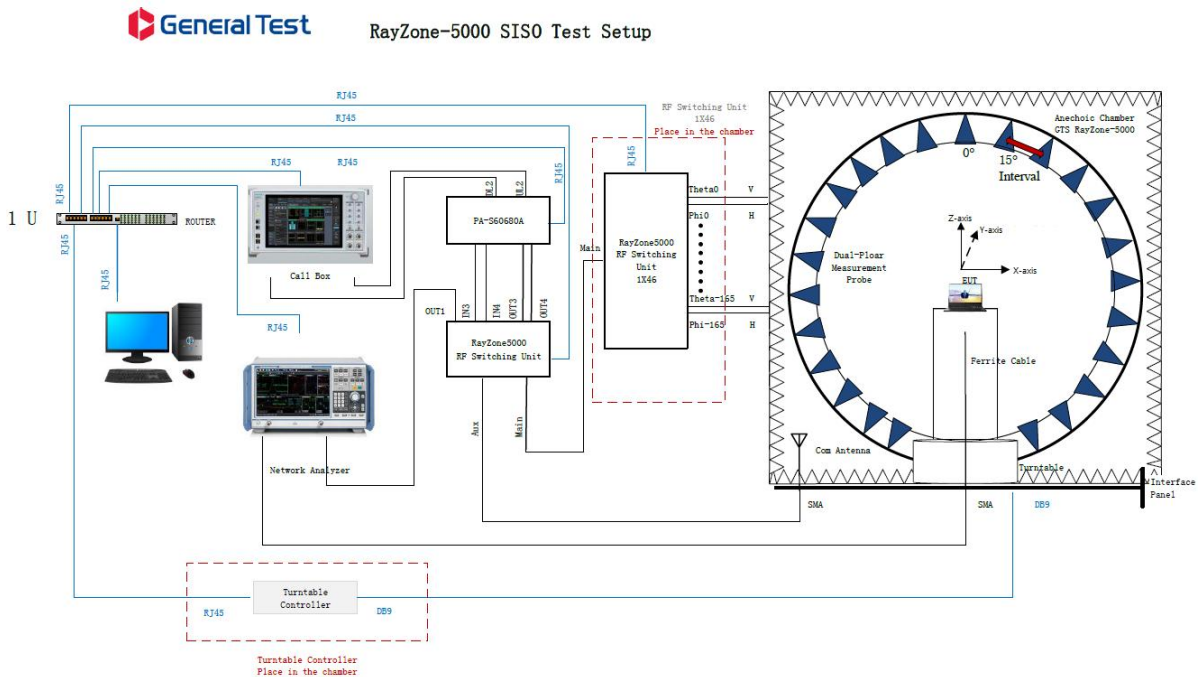 General Test
RayZone-5000 SISO Test Setup
RJ45
RJ45
RJ45
RJ45
RJ45
RJ45
RJ45
RJ45
RJ45
RJ45
RJ45
1 U
ROUTER
Call Box
Network Analyzer
DL2
UL2
PA-S60680A
OUT1
IN3
IN4
OUT3
OUT4
RayZone5000
RF Switching Unit
Aux
Main
Main
RF Switching Unit
1X46
Place in the chamber
RayZone5000
RF Switching
Unit
1X46
Theta0 V
Phi0 H
Theta-165 V
Phi-165 H
Anechoic Chamber
GTS RayZone-5000
0°
15°
Interval
Z-axis
Y-axis
X-axis
EUT
Dual-Ploar
Measurement
Probe
Ferrite Cable
Com Antenna
Turntable
Interface
Panel
SMA
SMA
DB9
Turntable
Controller
RJ45
DB9
Turntable Controller
Place in the chamber